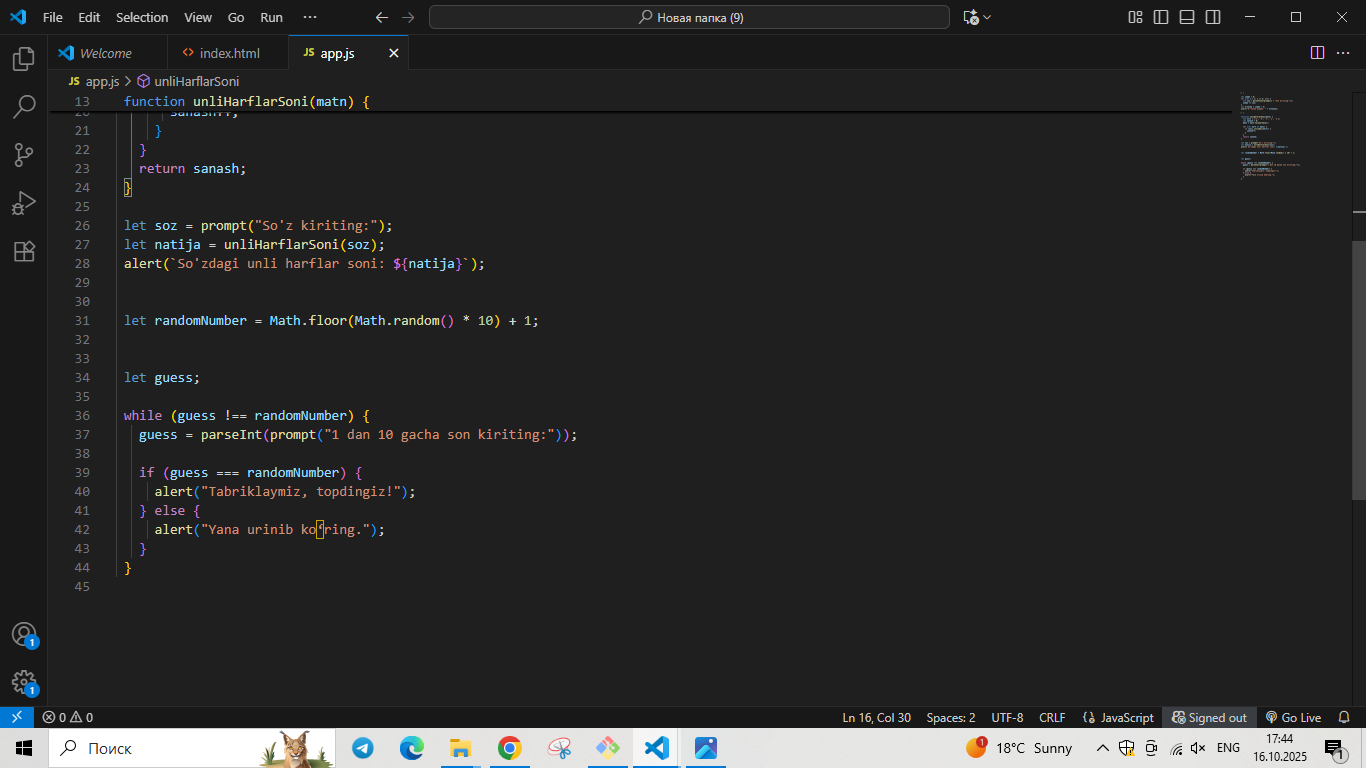 File Edit Selection View Go Run ··· Новая папка (9)
Welcome index.html JS app.js
JS app.js > unliHarflarSoni
13 function unliHarflarSoni(matn) {
20 sanash++;
21 }
22 }
23 return sanash;
24 }
25
26 let soz = prompt("So'z kiriting:");
27 let natija = unliHarflarSoni(soz);
28 alert(`So'zdagi unli harflar soni: ${natija}`);
29
30
31 let randomNumber = Math.floor(Math.random() * 10) + 1;
32
33
34 let guess;
35
36 while (guess !== randomNumber) {
37 guess = parseInt(prompt("1 dan 10 gacha son kiriting:"));
38
39 if (guess === randomNumber) {
40 alert("Tabriklaymiz, topdingiz!");
41 } else {
42 alert("Yana urinib ko‘ring.");
43 }
44 }
45
1
1
0 0 Ln 16, Col 30 Spaces: 2 UTF-8 CRLF {} JavaScript Signed out Go Live
Поиск 1 18°C Sunny ENG 17:44
16.10.2025 1